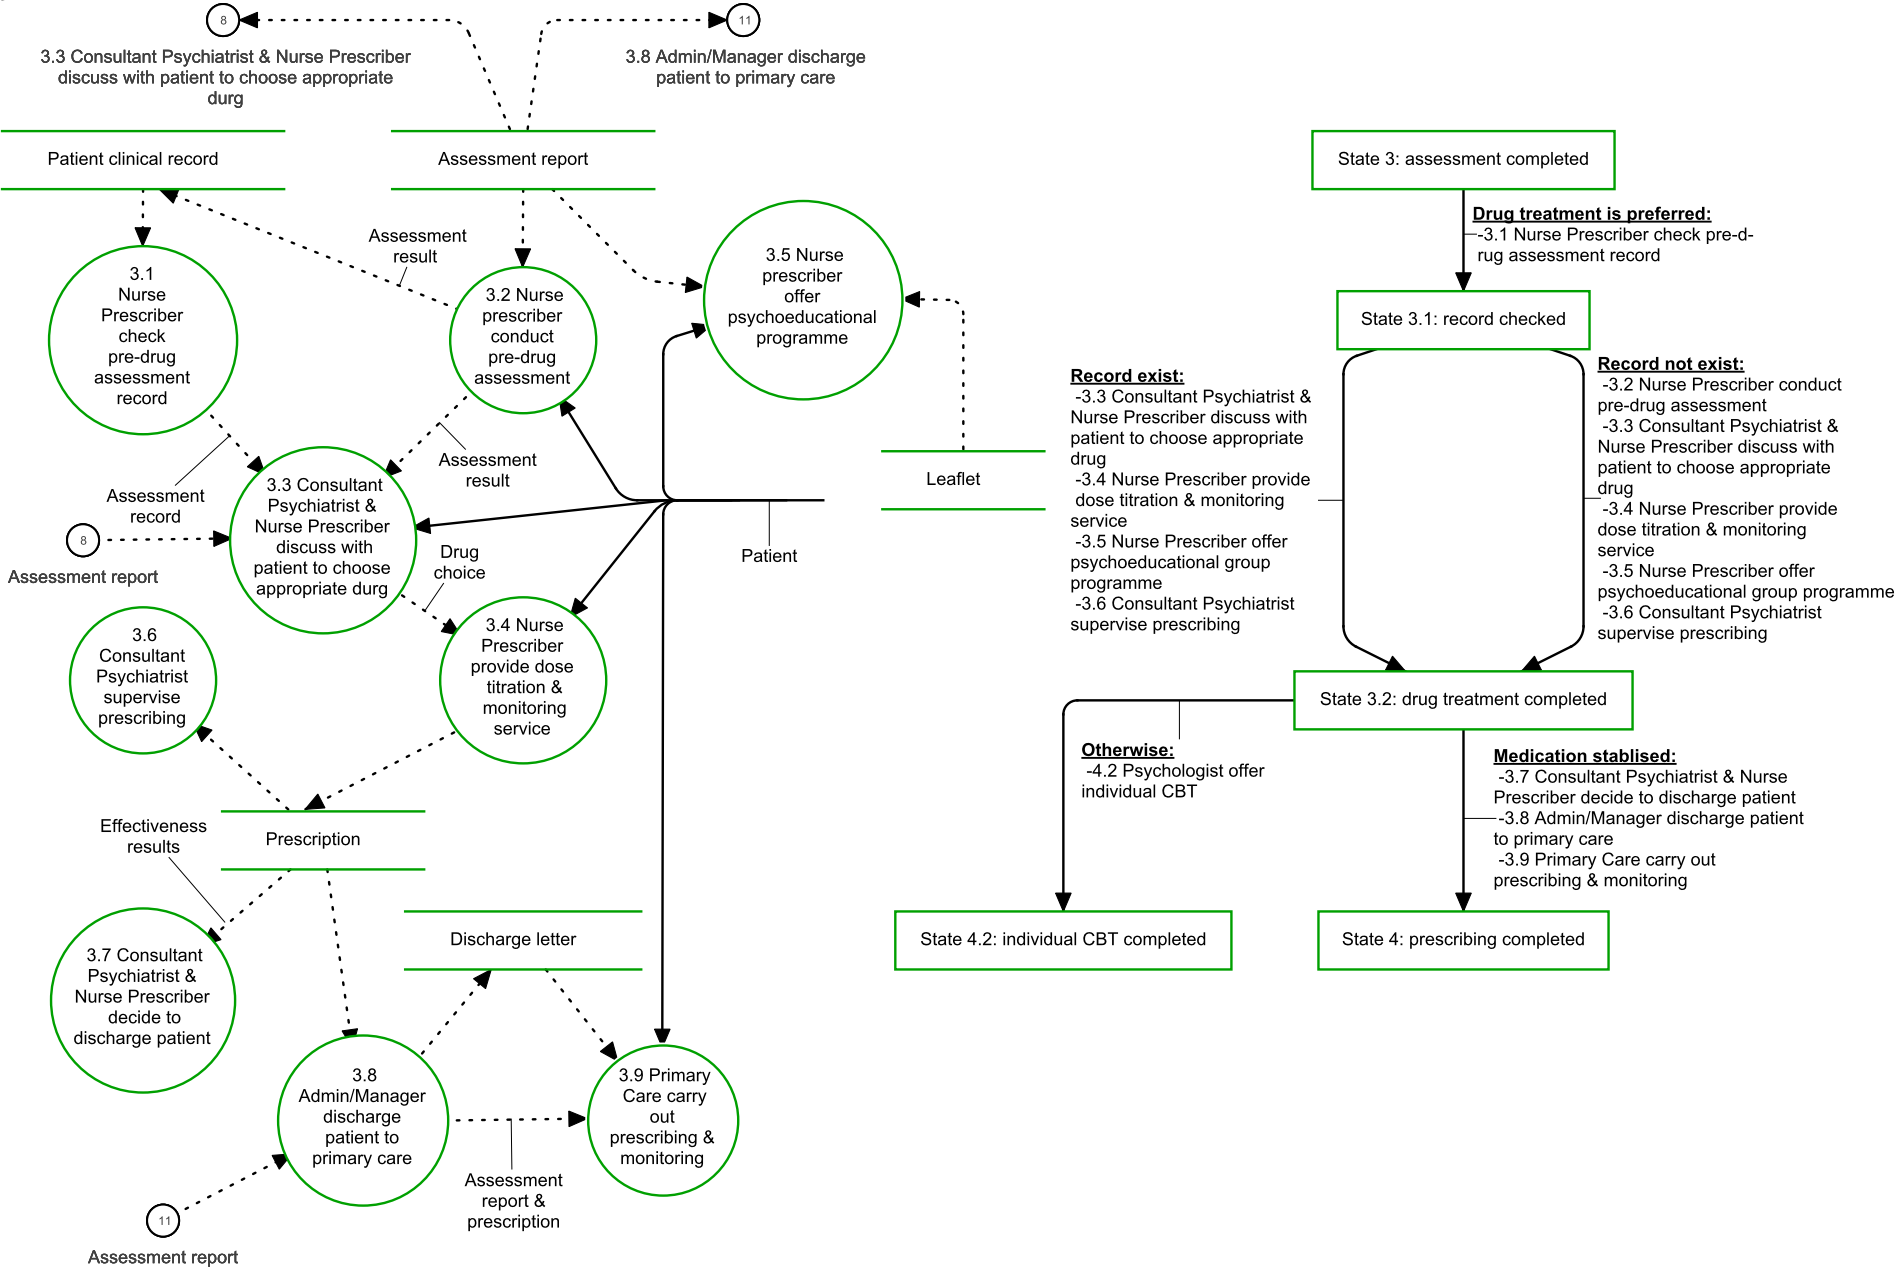 8
11
3.3 Consultant Psychiatrist & Nurse Prescriber
discuss with patient to choose appropriate
durg
3.8 Admin/Manager discharge
patient to primary care
Patient clinical record
Assessment report
Assessment
result
3.1
Nurse
Prescriber
check
pre-drug
assessment
record
3.2 Nurse
prescriber
conduct
pre-drug
assessment
3.5 Nurse
prescriber
offer
psychoeducational
programme
Assessment
record
Assessment
result
3.3 Consultant
Psychiatrist &
Nurse Prescriber
discuss with
patient to choose
appropriate durg
8
Assessment report
Drug
choice
Patient
Leaflet
3.6
Consultant
Psychiatrist
supervise
prescribing
3.4 Nurse
Prescriber
provide dose
titration &
monitoring
service
Effectiveness
results
Prescription
3.7 Consultant
Psychiatrist &
Nurse Prescriber
decide to
discharge patient
Discharge letter
3.8
Admin/Manager
discharge
patient to
primary care
3.9 Primary
Care carry
out
prescribing &
monitoring
Assessment
report &
prescription
11
Assessment report
State 3: assessment completed
Drug treatment is preferred:
-3.1 Nurse Prescriber check pre-d-
rug assessment record
State 3.1: record checked
Record exist:
-3.3 Consultant Psychiatrist &
Nurse Prescriber discuss with
patient to choose appropriate
drug
-3.4 Nurse Prescriber provide
dose titration & monitoring
service
-3.5 Nurse Prescriber offer
psychoeducational group
programme
-3.6 Consultant Psychiatrist
supervise prescribing
Record not exist:
-3.2 Nurse Prescriber conduct
pre-drug assessment
-3.3 Consultant Psychiatrist &
Nurse Prescriber discuss with
patient to choose appropriate
drug
-3.4 Nurse Prescriber provide
dose titration & monitoring
service
-3.5 Nurse Prescriber offer
psychoeducational group programme
-3.6 Consultant Psychiatrist
supervise prescribing
State 3.2: drug treatment completed
Otherwise:
-4.2 Psychologist offer
individual CBT
Medication stablised:
-3.7 Consultant Psychiatrist & Nurse
Prescriber decide to discharge patient
-3.8 Admin/Manager discharge patient
to primary care
-3.9 Primary Care carry out
prescribing & monitoring
State 4.2: individual CBT completed
State 4: prescribing completed